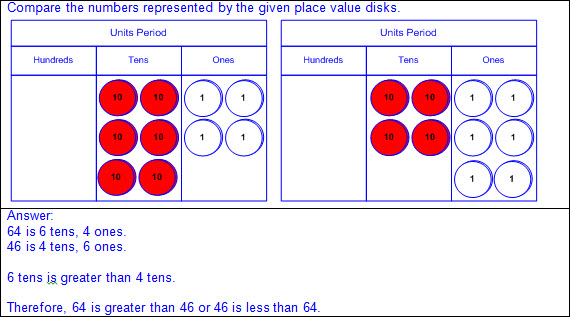 Compare the numbers represented by the given place value disks.
Units Period
Hundreds Tens Ones
10 10 1 1
10 10 1 1
10 10
Units Period
Hundreds Tens Ones
10 10 1 1
10 10 1 1
1 1
Answer:
64 is 6 tens, 4 ones.
46 is 4 tens, 6 ones.
6 tens is greater than 4 tens.
Therefore, 64 is greater than 46 or 46 is less than 64.